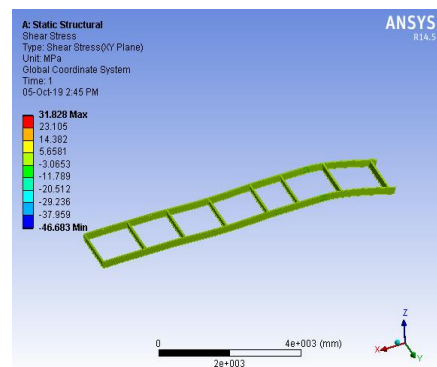 A: Static Structural
Shear Stress
Type: Shear Stress(XY Plane)
Unit: MPa
Global Coordinate System
Time: 1
05-Oct-19 2:45 PM
31.828 Max
23.105
14.382
5.6581
-3.0653
-11.789
-20.512
-29.236
-37.959
-46.683 Min
ANSYS
R14.5
0
4e+003 (mm)
2e+003
Z
X
Y